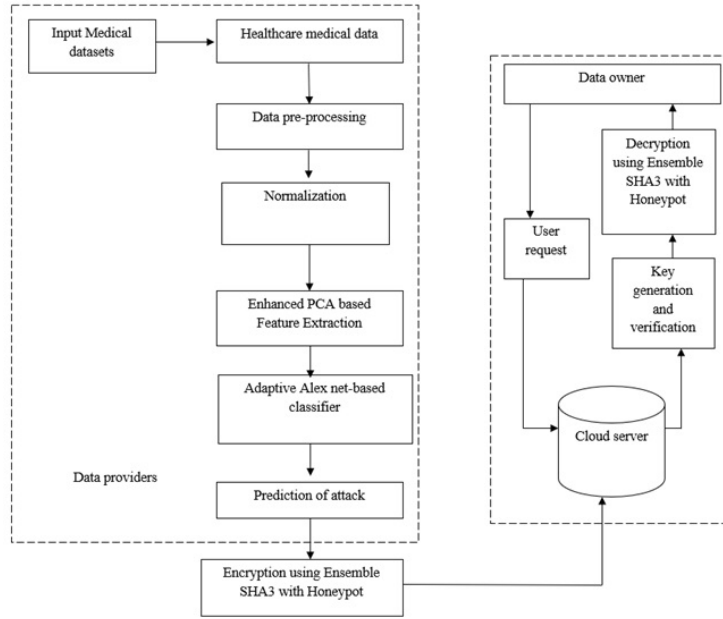 Input Medical
datasets
Healthcare medical data
Data pre-processing
Normalization
Enhanced PCA based
Feature Extraction
Adaptive Alex net-based
classifier
Data providers
Prediction of attack
Encryption using Ensemble
SHA3 with Honeypot
Data owner
Decryption
using Ensemble
SHA3 with
Honeypot
User
request
Key
generation
and
verification
Cloud server